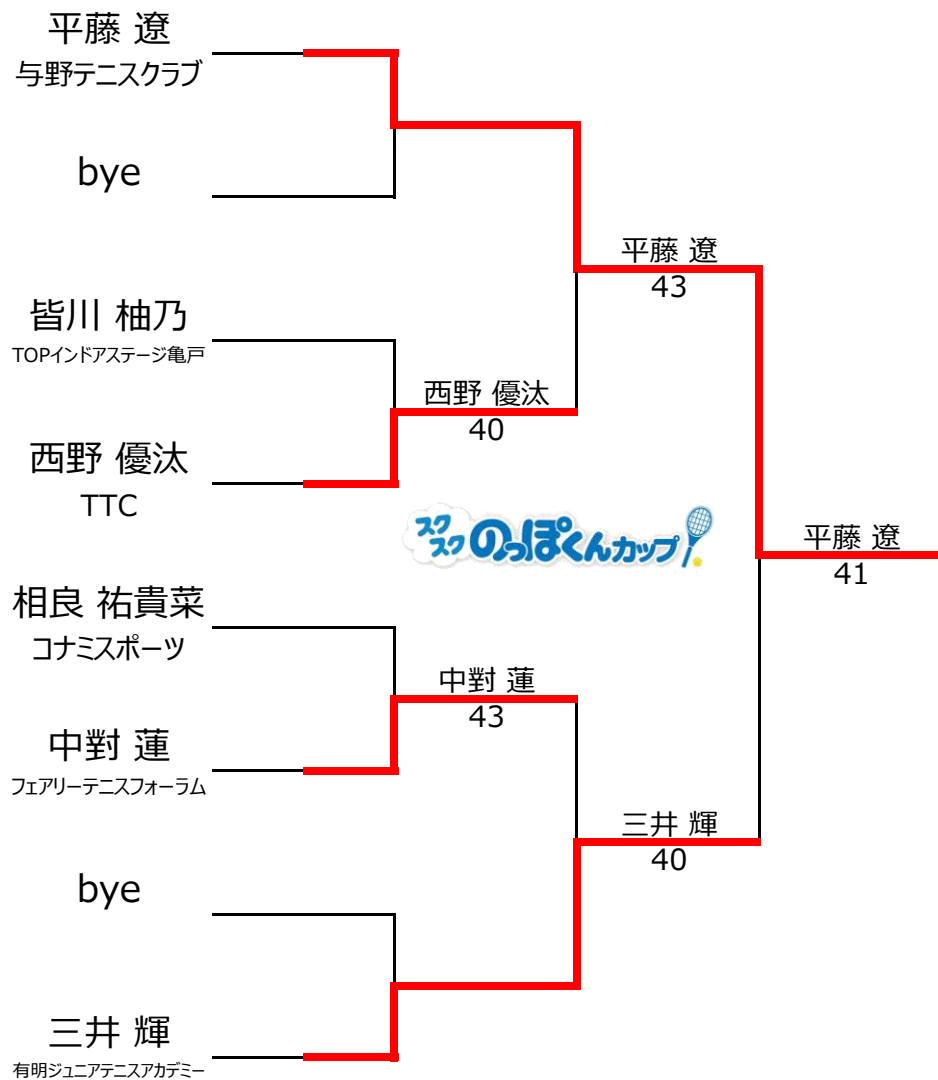 平藤 遼
与野テニスクラブ
bye
平藤 遼
43
皆川 柚乃
TOPインドアステージ亀戸
西野 優汰
40
西野 優汰
TTC
スクスク のっぽくんカップ
平藤 遼
41
相良 祐貴菜
コナミスポーツ
中對 蓮
43
中對 蓮
フェアリーテニスフォーラム
三井 輝
40
bye
三井 輝
有明ジュニアテニスアカデミー